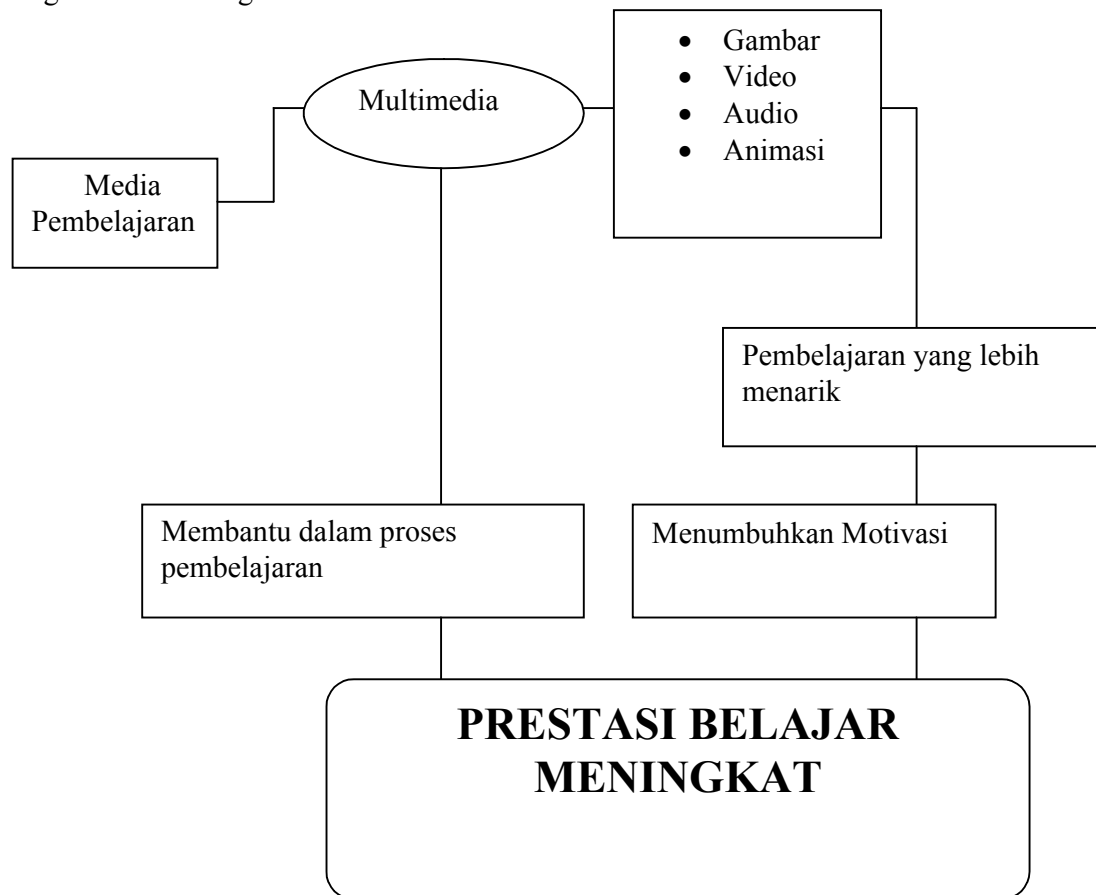 • Gambar
• Video
• Audio
• Animasi
Multimedia
Media
Pembelajaran
Pembelajaran yang lebih
menarik
Membantu dalam proses
pembelajaran
Menumbuhkan Motivasi
PRESTASI BELAJAR
MENINGKAT